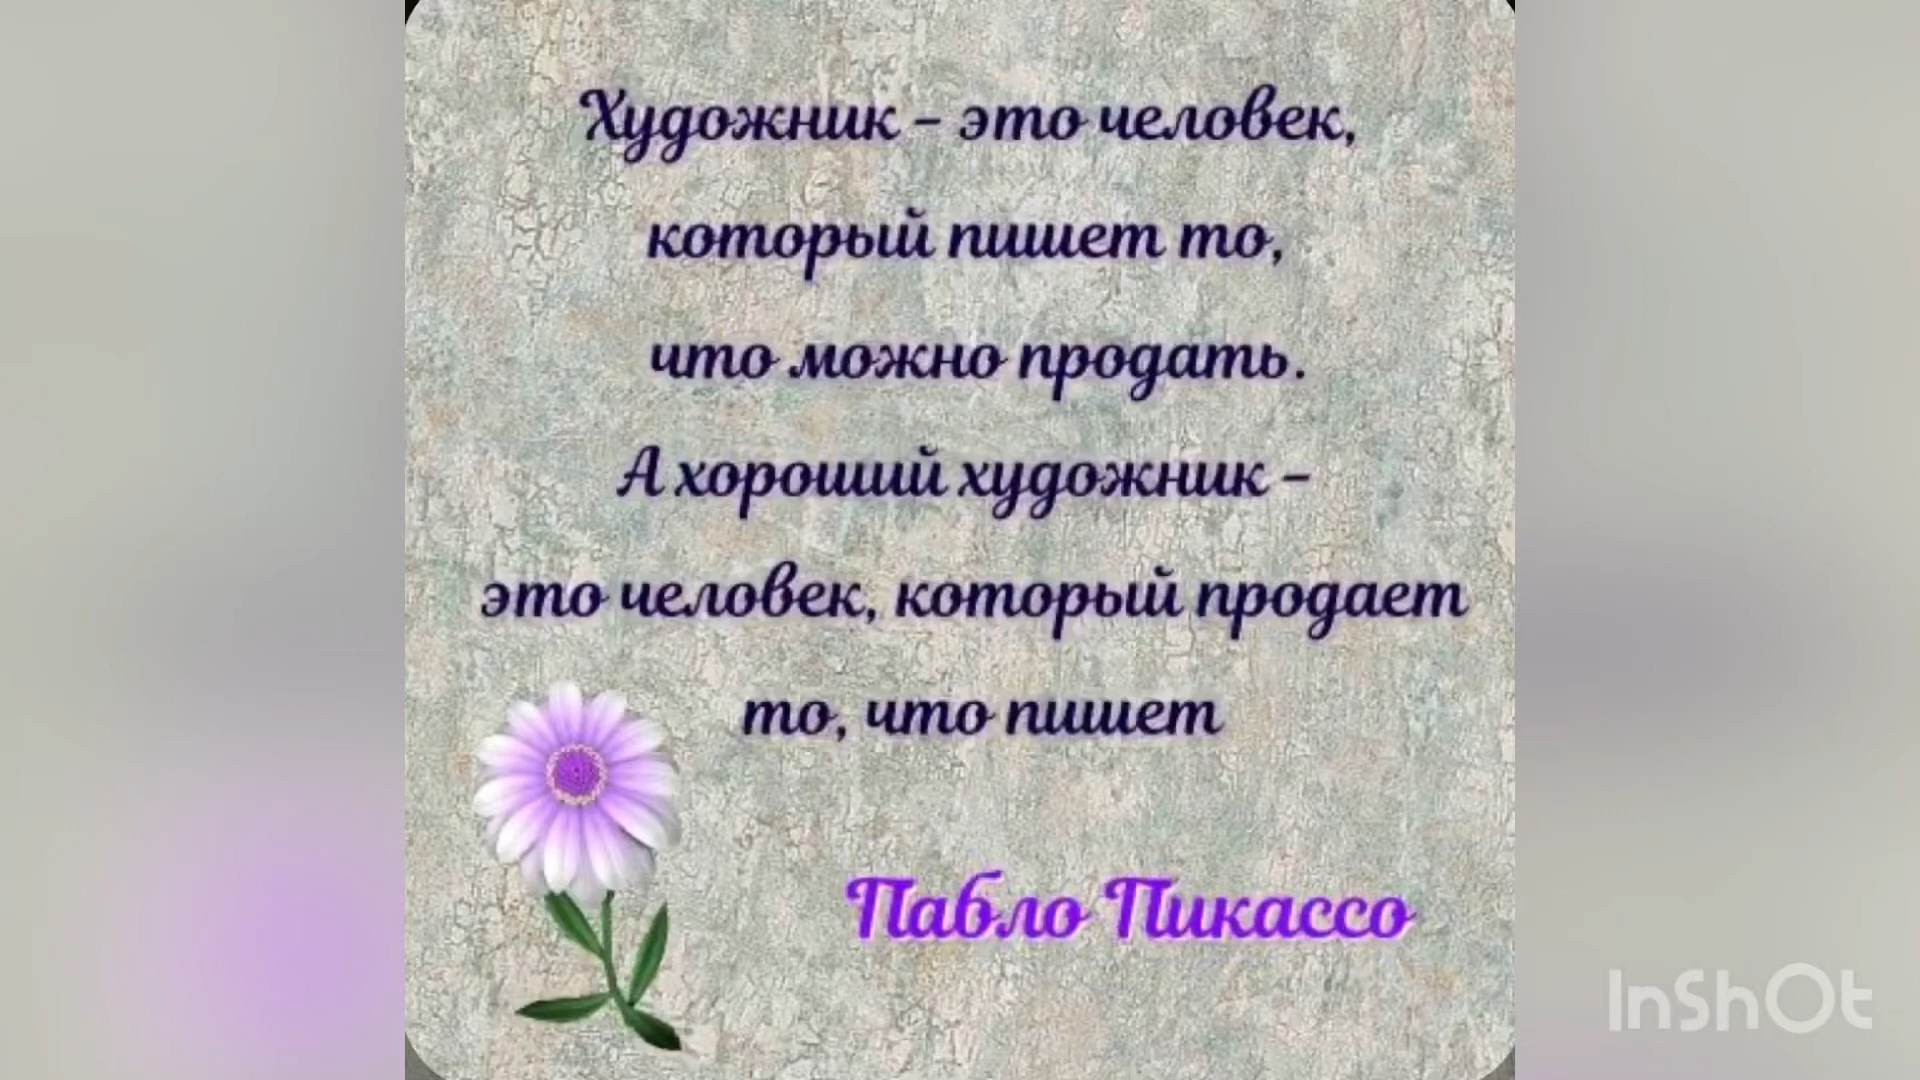 Художник – это человек,
который пишет то,
что можно продать.
А хороший художник –
это человек, который продает
то, что пишет
Пабло Пикассо
InShOt